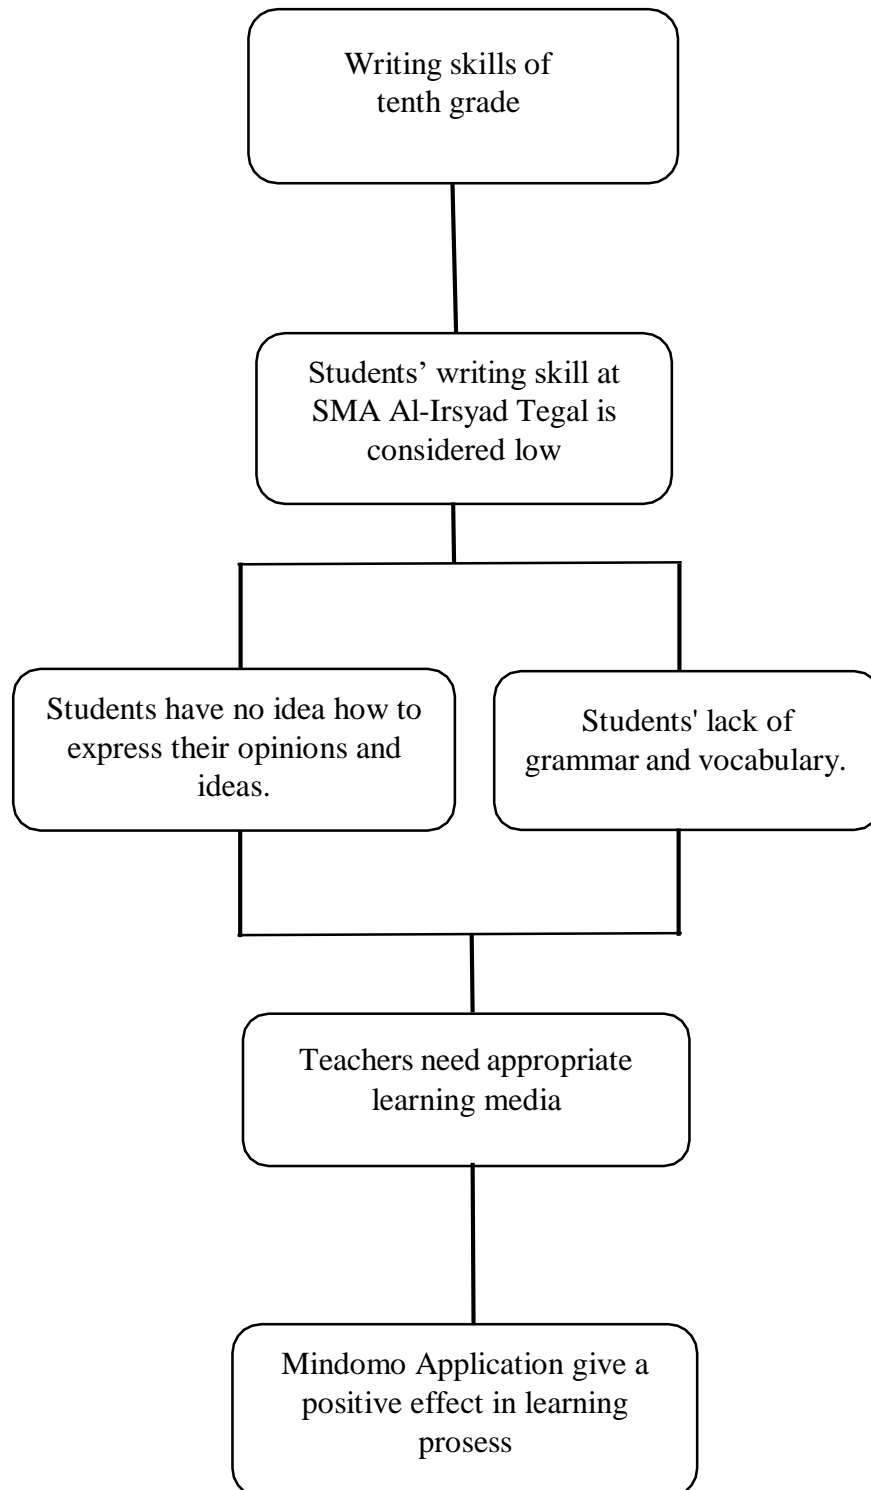 Writing skills of
tenth grade
Students’ writing skill at
SMA Al-Irsyad Tegal is
considered low
Students have no idea how to
express their opinions and
ideas.
Students' lack of
grammar and vocabulary.
Teachers need appropriate
learning media
Mindomo Application give a
positive effect in learning
prosess